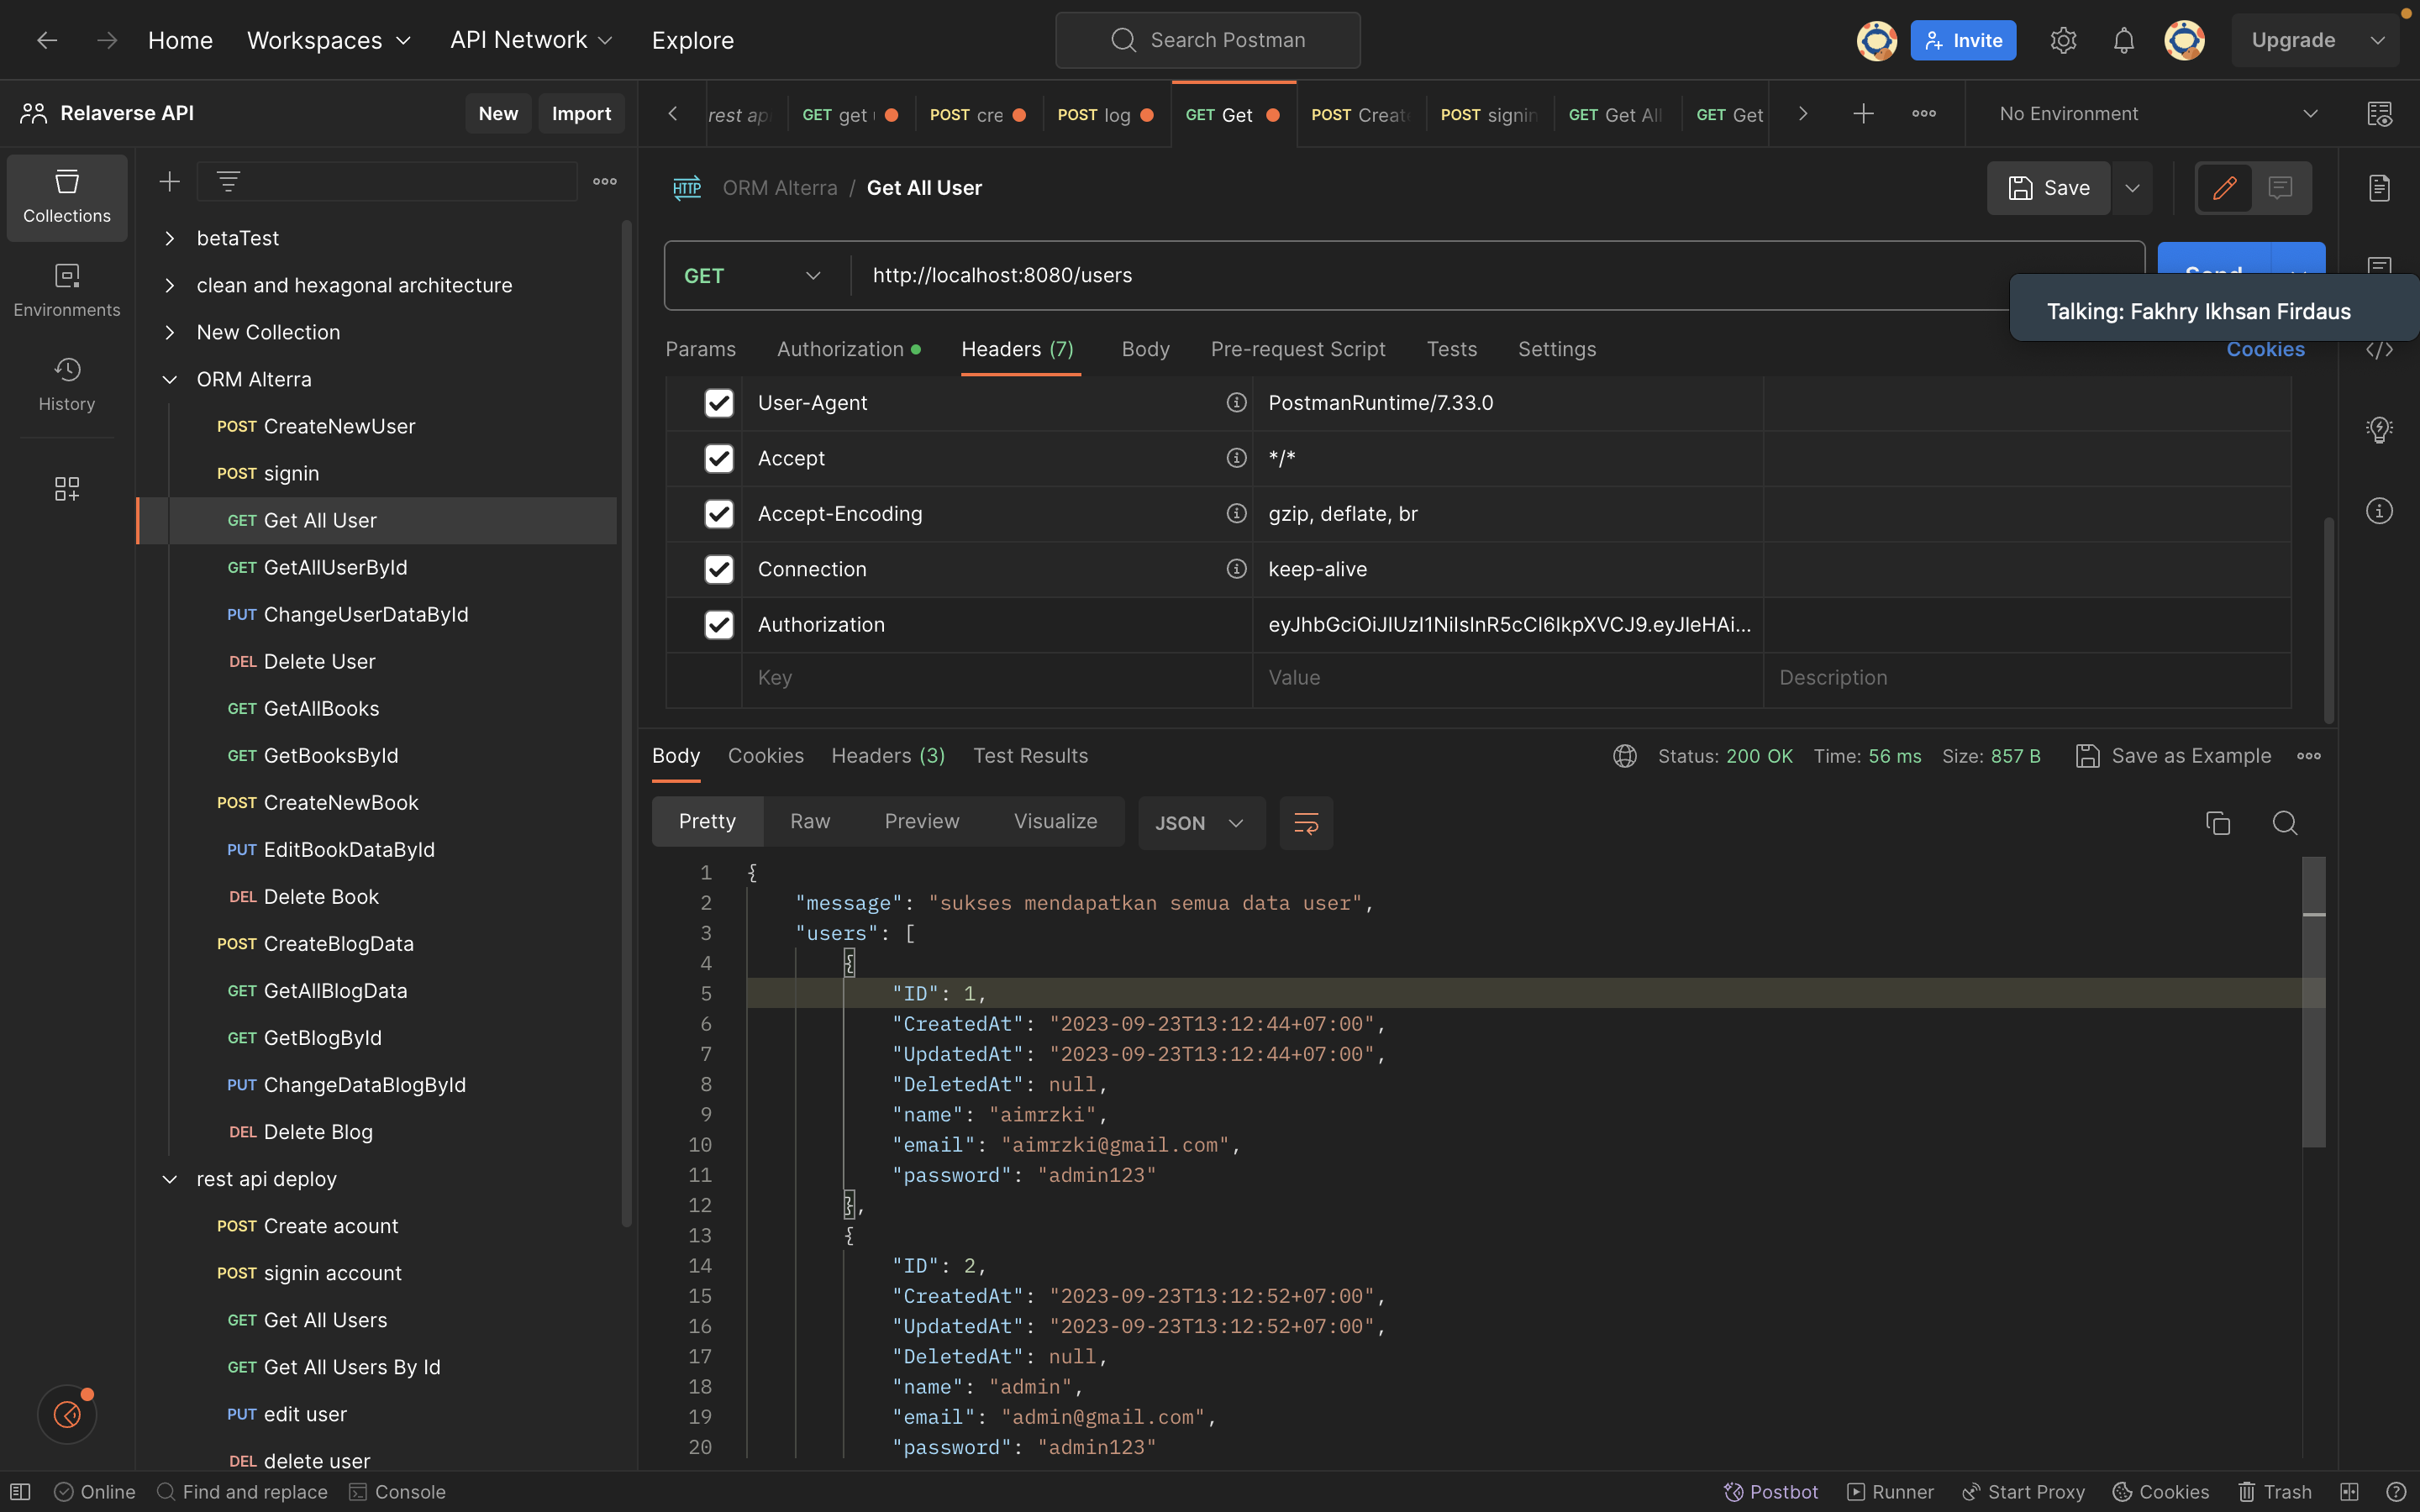 Home Workspaces API Network Explore Search Postman Invite Upgrade
Relaverse API New Import
rest ap GET get POST cre POST log GET Get POST Creat POST signin GET Get All GET Get No Environment
Collections
Environments
History
betaTest
clean and hexagonal architecture
New Collection
ORM Alterra
POST CreateNewUser
POST signin
GET Get All User
GET GetAllUserById
PUT ChangeUserDataById
DEL Delete User
GET GetAllBooks
GET GetBooksById
POST CreateNewBook
PUT EditBookDataById
DEL Delete Book
POST CreateBlogData
GET GetAllBlogData
GET GetBlogById
PUT ChangeDataBlogById
DEL Delete Blog
rest api deploy
POST Create acount
POST signin account
GET Get All Users
GET Get All Users By Id
PUT edit user
DEL delete user
HTTP ORM Alterra / Get All User Save
GET http://localhost:8080/users Send
Talking: Fakhry Ikhsan Firdaus
Params Authorization Headers (7) Body Pre-request Script Tests Settings Cookies
User-Agent PostmanRuntime/7.33.0
Accept */*
Accept-Encoding gzip, deflate, br
Connection keep-alive
Authorization eyJhbGciOiJIUzI1NiIsInR5cCI6IkpXVCJ9.eyJleHAi...
Key Value Description
Body Cookies Headers (3) Test Results Status: 200 OK Time: 56 ms Size: 857 B Save as Example
Pretty Raw Preview Visualize JSON
1 {
2 "message": "sukses mendapatkan semua data user",
3 "users": [
4 {
5 "ID": 1,
6 "CreatedAt": "2023-09-23T13:12:44+07:00",
7 "UpdatedAt": "2023-09-23T13:12:44+07:00",
8 "DeletedAt": null,
9 "name": "aimrzki",
10 "email": "aimrzki@gmail.com",
11 "password": "admin123"
12 },
13 {
14 "ID": 2,
15 "CreatedAt": "2023-09-23T13:12:52+07:00",
16 "UpdatedAt": "2023-09-23T13:12:52+07:00",
17 "DeletedAt": null,
18 "name": "admin",
19 "email": "admin@gmail.com",
20 "password": "admin123"
Online Find and replace Console Postbot Runner Start Proxy Cookies Trash